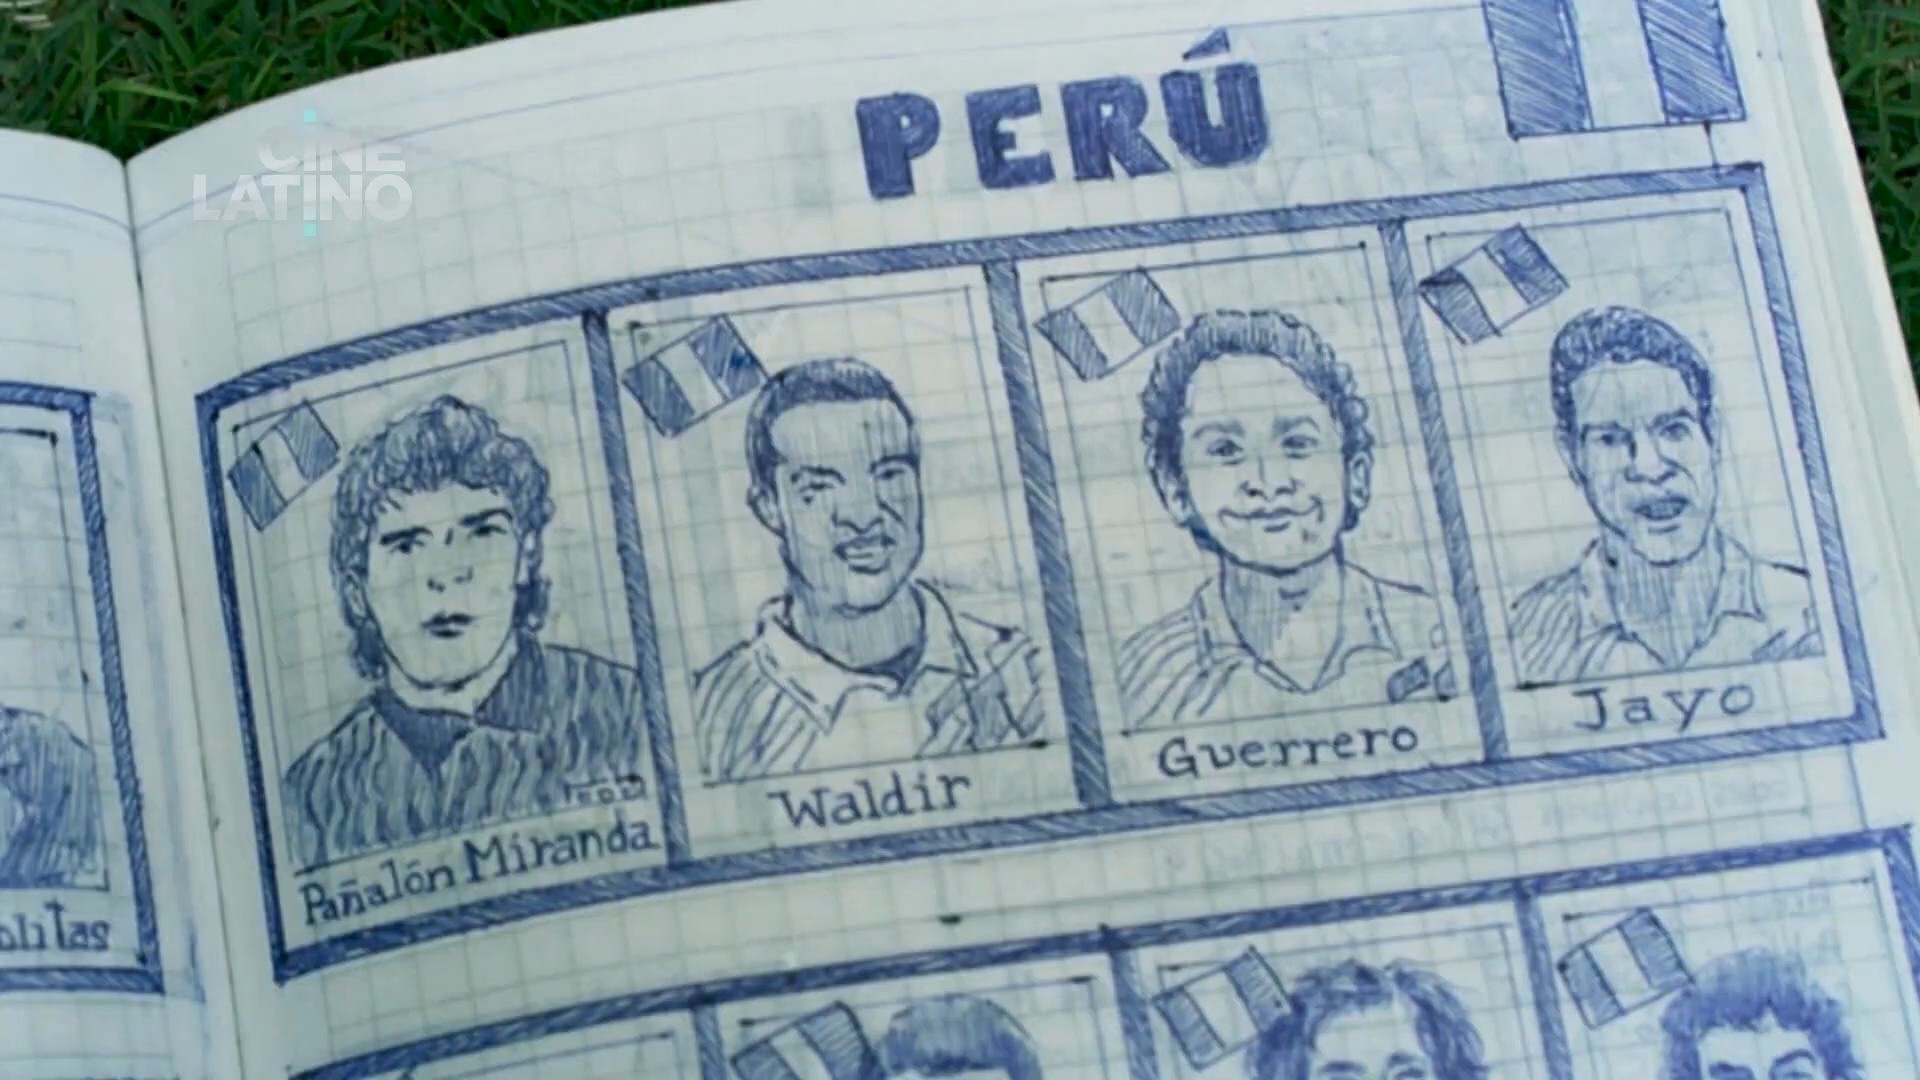 CINE
LATINO
PERÚ
Pañalón Miranda
Waldir
Guerrero
Jayo